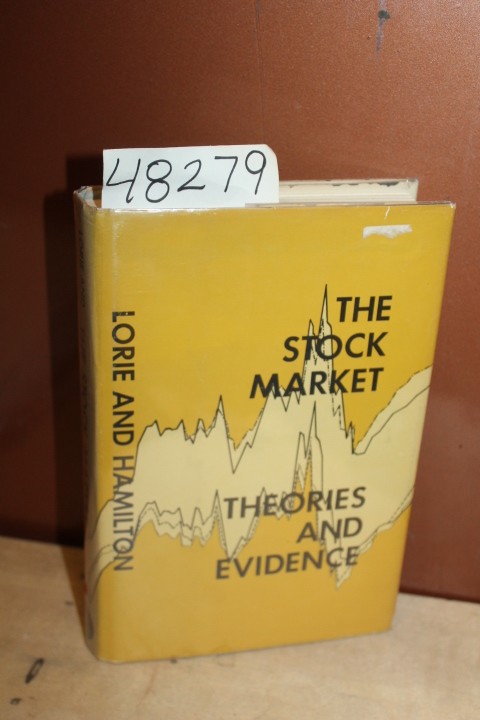 48279
THE
STOCK
MARKET
THEORIES
AND
EVIDENCE
LORIE AND HAMILTON